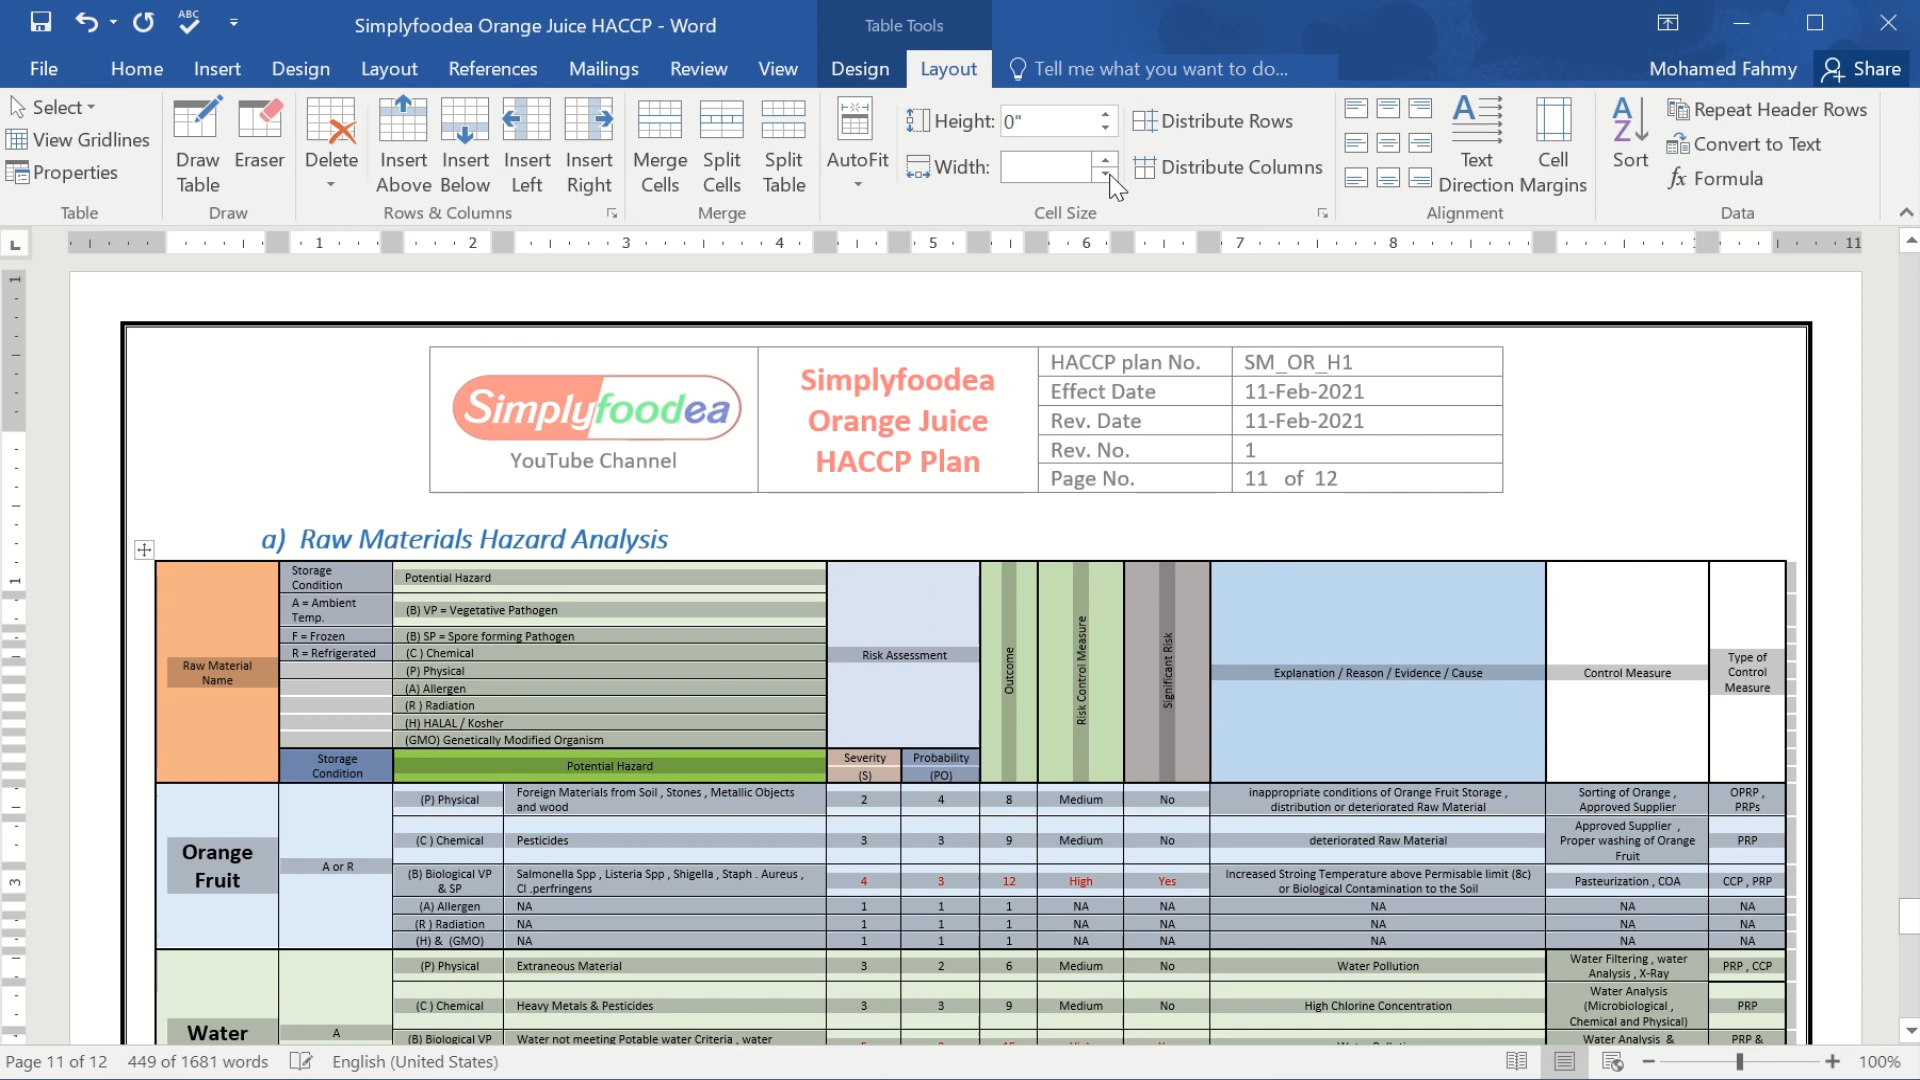 ABC
Simplyfoodea Orange Juice HACCP - Word
Table Tools
File
Home
Insert
Design
Layout
References
Mailings
Review
View
Design
Layout
Tell me what you want to do...
Mohamed Fahmy
Share
Select
View Gridlines
Properties
Table
Draw
Table
Eraser
Draw
Delete
Insert
Above
Insert
Below
Insert
Left
Insert
Right
Rows & Columns
Merge
Cells
Split
Cells
Split
Table
Merge
AutoFit
Height: 0"
Width:
Distribute Rows
Distribute Columns
Cell Size
Text
Direction
Cell
Margins
Alignment
A
Z
Sort
Repeat Header Rows
Convert to Text
fx Formula
Data
L
1 2 3 4 5 6 7 8 11
1
1
3
Simplyfoodea
YouTube Channel
Simplyfoodea
Orange Juice
HACCP Plan
HACCP plan No. SM_OR_H1
Effect Date 11-Feb-2021
Rev. Date 11-Feb-2021
Rev. No. 1
Page No. 11 of 12
a) Raw Materials Hazard Analysis
Raw Material
Name
Storage
Condition
A = Ambient
Temp.
F = Frozen
R = Refrigerated
Storage
Condition
Potential Hazard
(B) VP = Vegetative Pathogen
(B) SP = Spore forming Pathogen
(C ) Chemical
(P) Physical
(A) Allergen
(R ) Radiation
(H) HALAL / Kosher
(GMO) Genetically Modified Organism
Potential Hazard
Risk Assessment
Severity
(S)
Probability
(PO)
Outcome
Risk Control Measure
Significant Risk
Explanation / Reason / Evidence / Cause
Control Measure
Type of
Control
Measure
Orange
Fruit
A or R
(P) Physical
Foreign Materials from Soil , Stones , Metallic Objects
and wood
2 4 8 Medium No
inappropriate conditions of Orange Fruit Storage ,
distribution or deteriorated Raw Material
Sorting of Orange ,
Approved Supplier
OPRP ,
PRPs
(C ) Chemical Pesticides 3 3 9 Medium No deteriorated Raw Material
Approved Supplier ,
Proper washing of Orange
Fruit
PRP
(B) Biological VP
& SP
Salmonella Spp , Listeria Spp , Shigella , Staph . Aureus ,
Cl .perfringens
4 3 12 High Yes
Increased Stroing Temperature above Permisable limit (8c)
or Biological Contamination to the Soil
Pasteurization , COA CCP , PRP
(A) Allergen NA 1 1 1 NA NA NA NA NA
(R ) Radiation NA 1 1 1 NA NA NA NA NA
(H) & (GMO) NA 1 1 1 NA NA NA NA NA
Water
A
(P) Physical Extraneous Material 3 2 6 Medium No Water Pollution
Water Filtering , water
Analysis , X-Ray
PRP , CCP
(C ) Chemical Heavy Metals & Pesticides 3 3 9 Medium No High Chlorine Concentration
Water Analysis
(Microbiological ,
Chemical and Physical)
PRP
(B) Biological VP Water not meeting Potable water Criteria , water
Water Analysis &
PRP &
Page 11 of 12
449 of 1681 words
English (United States)
100%